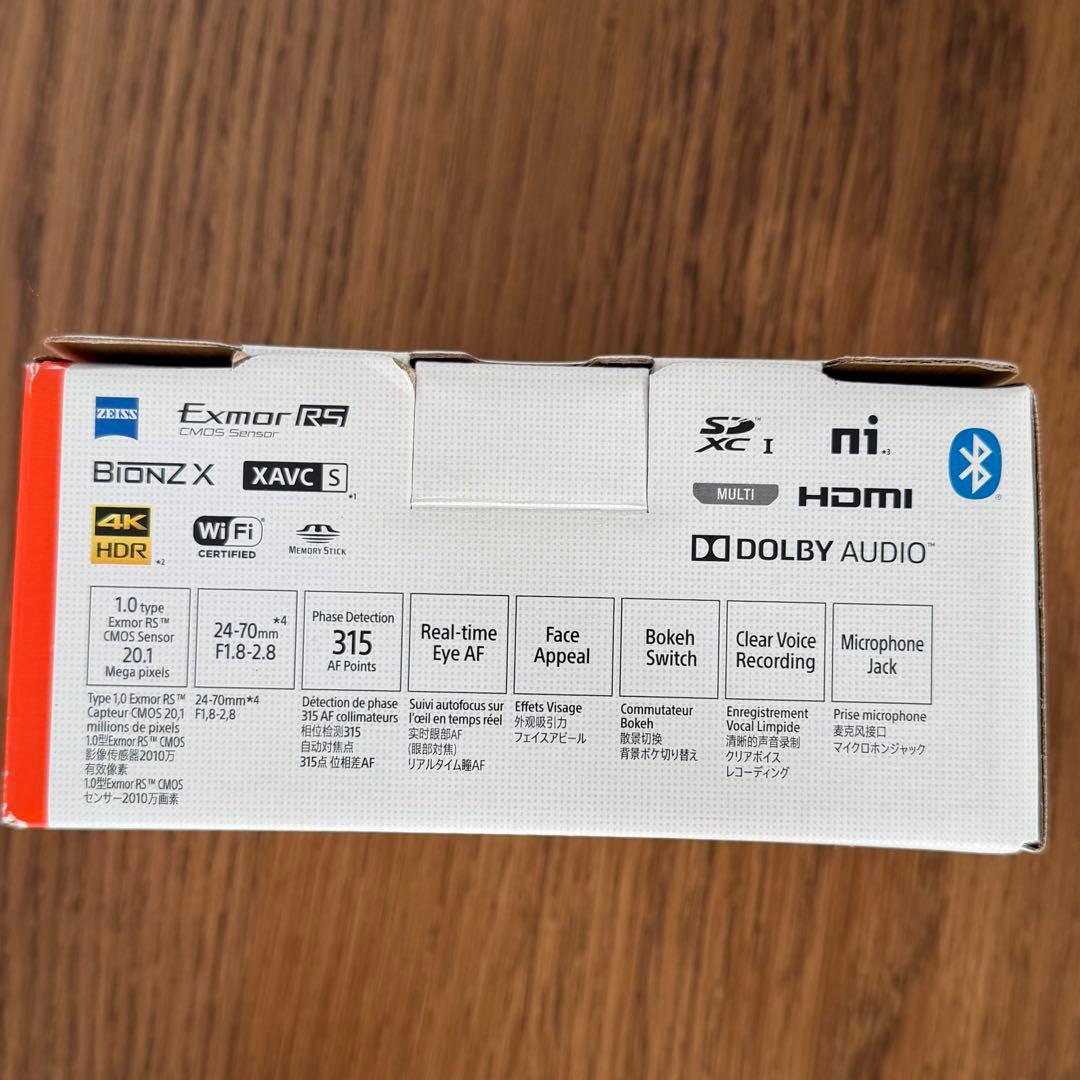 ZEISS
Exmor RS
CMOS Sensor
BIONZ X
XAVC S
*1
4K
HDR
*2
Wi Fi
®
CERTIFIED
MEMORY STICK
SD™
XC I
ni
*3
MULTI
HDMI
DOLBY AUDIO™
®
1.0 type
Exmor RS™
CMOS Sensor
20.1
Mega pixels
Type 1,0 Exmor RS™
Capteur CMOS 20,1
millions de pixels
1.0型Exmor RS™ CMOS
影像传感器2010万
有效像素
1.0型Exmor RS™ CMOS
センサー2010万画素
24-70mm*4
F1.8-2.8
24-70mm*4
F1,8-2,8
Phase Detection
315
AF Points
Détection de phase
315 AF collimateurs
相位检测315
自动对焦点
315点 位相差AF
Real-time
Eye AF
Suivi autofocus sur
l'œil en temps réel
实时眼部AF
(眼部对焦)
リアルタイム瞳AF
Face
Appeal
Effets Visage
外观吸引力
フェイスアピール
Bokeh
Switch
Commutateur
Bokeh
散景切换
背景ボケ切り替え
Clear Voice
Recording
Enregistrement
Vocal Limpide
清晰的声音录制
クリアボイス
レコーディング
Microphone
Jack
Prise microphone
麦克风接口
マイクロホンジャック